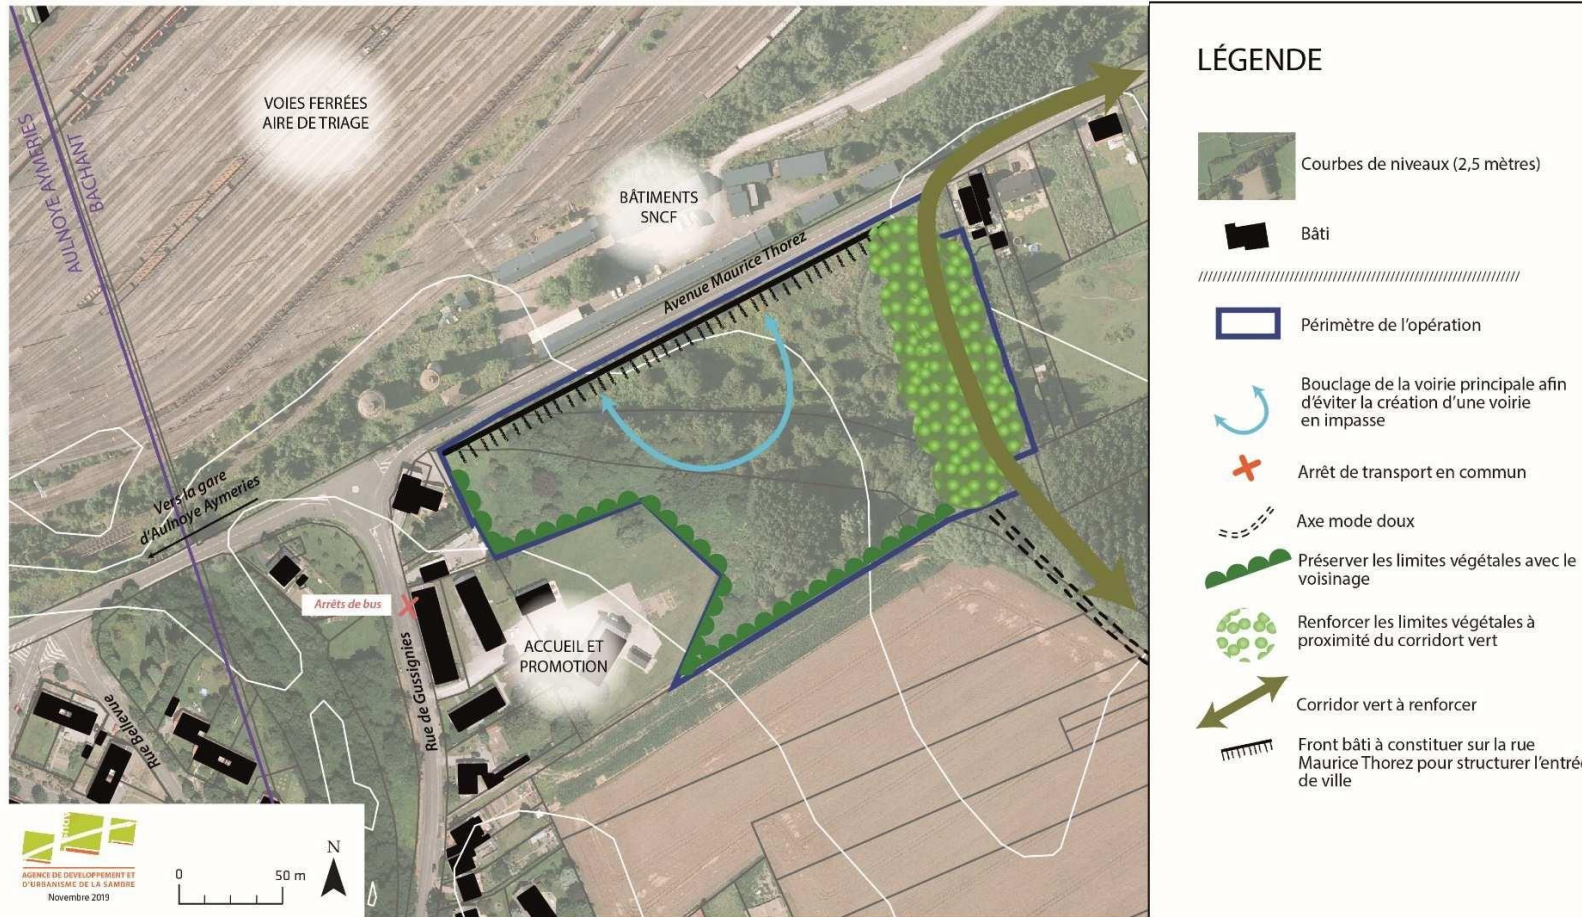 VOIES FERRÉES
AIRE DE TRIAGE
AULNOYE AYMERIES
BACHANT
BÂTIMENTS
SNCF
Avenue Maurice Thorez
Vers la gare
d'Aulnoye Aymeries
Arrêts de bus
Rue de Gussignies
ACCUEIL ET
PROMOTION
Rue Bellevue
AGENCE DE DEVELOPPEMENT ET
D'URBANISME DE LA SAMBRE
Novembre 2019
0 50 m
N
LÉGENDE
Courbes de niveaux (2,5 mètres)
Bâti
Périmètre de l'opération
Bouclage de la voirie principale afin
d'éviter la création d'une voirie
en impasse
Arrêt de transport en commun
Axe mode doux
Préserver les limites végétales avec le
voisinage
Renforcer les limites végétales à
proximité du corridort vert
Corridor vert à renforcer
Front bâti à constituer sur la rue
Maurice Thorez pour structurer l'entrée
de ville